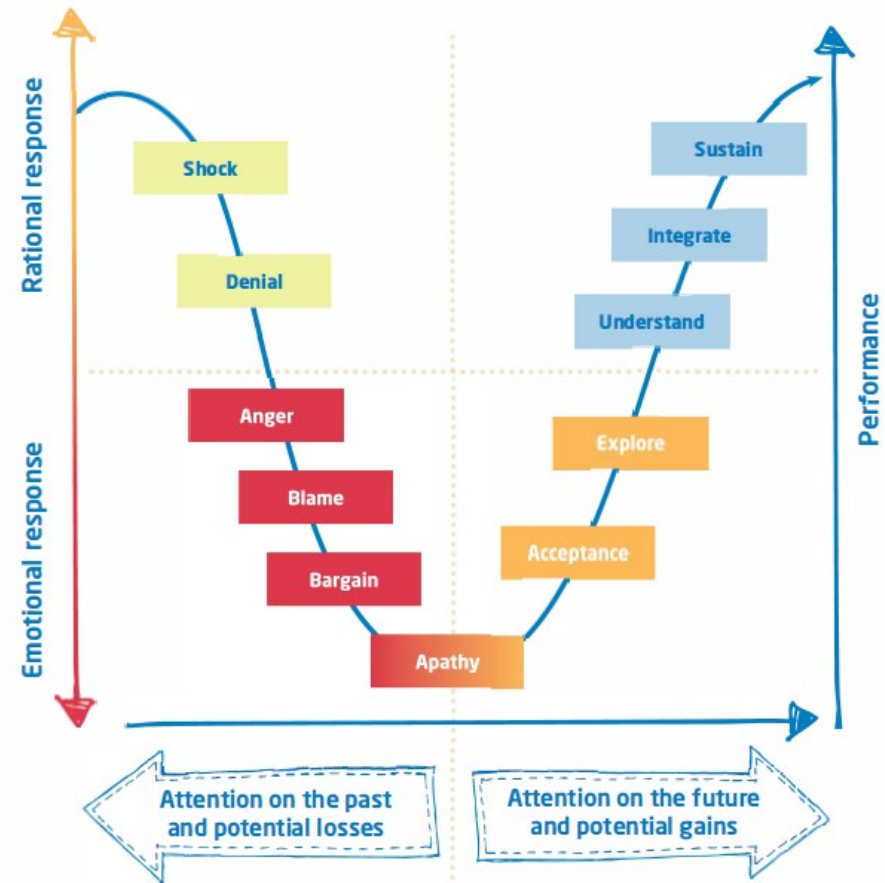 Rational response
Emotional response
Shock
Denial
Anger
Blame
Bargain
Apathy
Acceptance
Explore
Understand
Integrate
Sustain
Performance
Attention on the past
and potential losses
Attention on the future
and potential gains